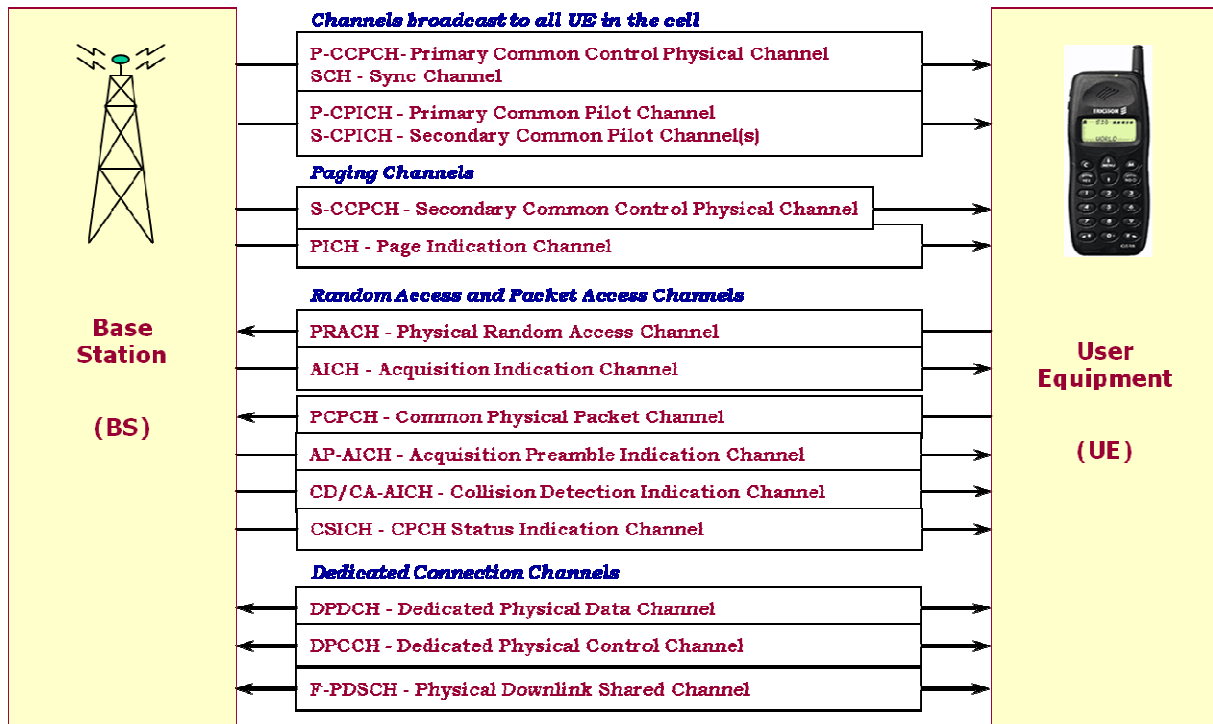 Channels broadcast to all UE in the cell
P-CCPCH- Primary Common Control Physical Channel
SCH - Sync Channel
P-CPICH - Primary Common Pilot Channel
S-CPICH - Secondary Common Pilot Channel(s)
Paging Channels
S-CCPCH - Secondary Common Control Physical Channel
PICH - Page Indication Channel
Random Access and Packet Access Channels
PRACH - Physical Random Access Channel
AICH - Acquisition Indication Channel
PCPCH - Common Physical Packet Channel
AP-AICH - Acquisition Preamble Indication Channel
CD/CA-AICH - Collision Detection Indication Channel
CSICH - CPCH Status Indication Channel
Dedicated Connection Channels
DPDCH - Dedicated Physical Data Channel
DPCCH - Dedicated Physical Control Channel
F-PDSCH - Physical Downlink Shared Channel
Base
Station
(BS)
ERICSSON
WORLD
MENU
User
Equipment
(UE)